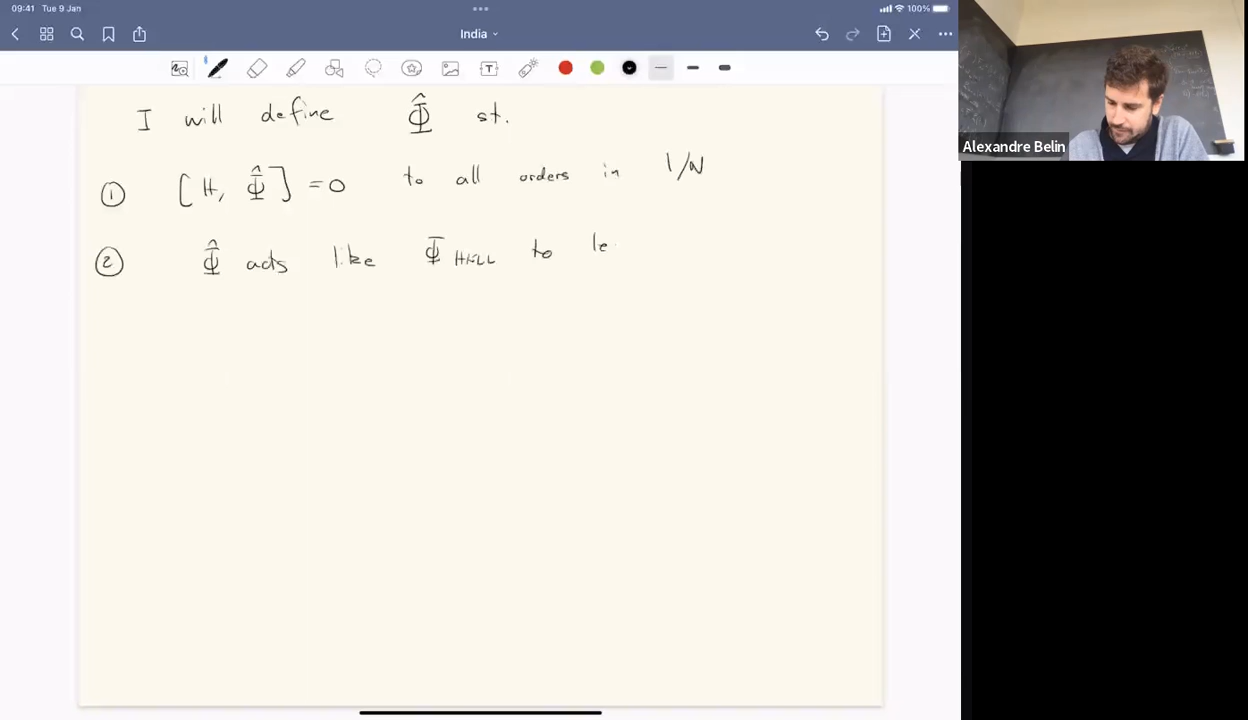 09:41 Tue 9 Jan
100%
India
Alexandre Belin
I will define Φ̂ st.
① [H, Φ̂] = 0 to all orders in 1/N
② Φ̂ acts like Φ HKLL to le